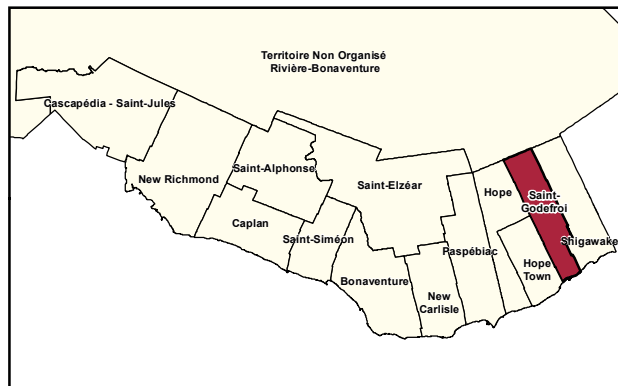 Territoire Non Organisé
Rivière-Bonaventure
Cascapédia - Saint-Jules
New Richmond
Saint-Alphonse
Caplan
Saint-Siméon
Saint-Elzéar
Bonaventure
New
Carlisle
Paspébiac
Hope
Saint-
Godefroi
Hope
Town
Shigawake